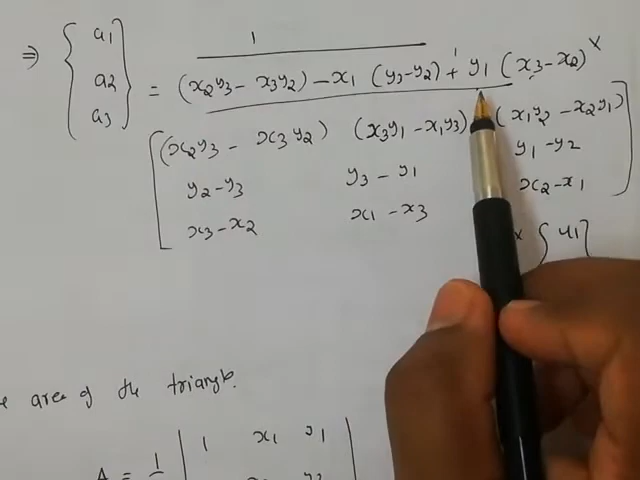 ⇒ { a1 a2 a3 } = 1
(x2y3 – x3y2) – x1 (y3–y2) + y1 (x3–x2) ×
[ (x2y3 – x3y2) (x3y1 – x1y3) (x1y2 – x2y1)
y2–y3 y3 – y1 y1 –y2
x3–x2 x1 –x3 x2–x1 ]
× { u1
area of the triangle.
A = 1 | 1 x1 y1 |